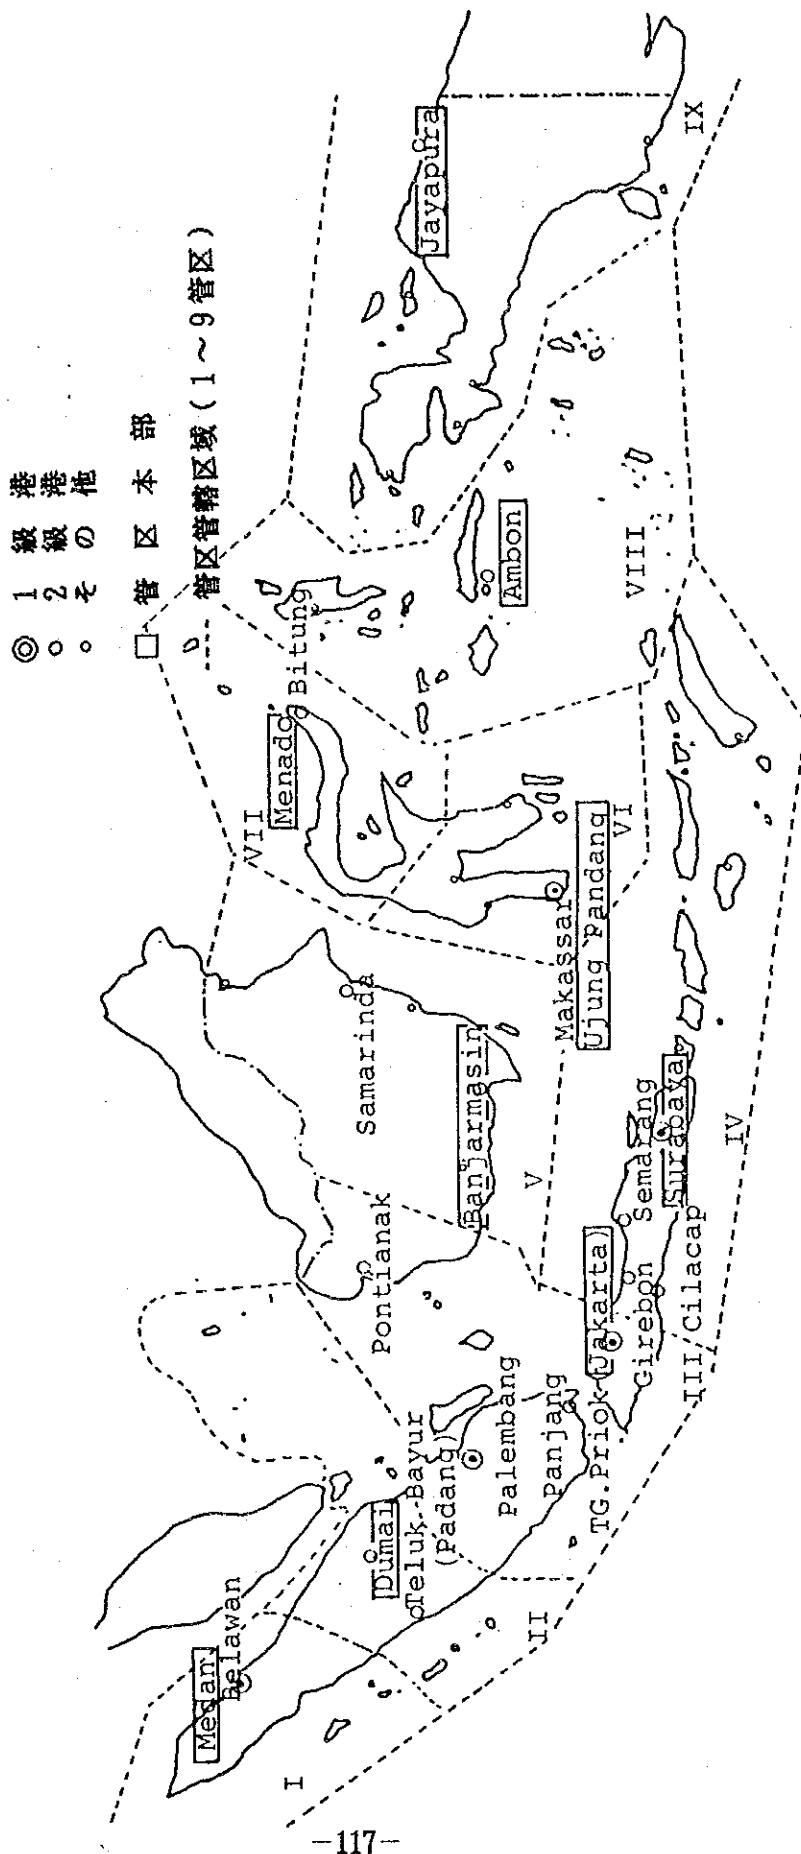 ◎ 1 級 港
○ 2 級 港
○ そ の 他
□ 管 区 本 部
---- 管区管轄区域(1～9管区)
Medan
Belawan
I
Dumai
Teluk.Bayur
(Padang)
II
Palembang
Panjang
TG.Priok(Jakarta)
Girebon
III
Cilacap
Semarang
Surabaya
IV
Pontianak
Samarinda
Banjarmasin
V
Makassar
Ujung Pandang
VI
VII
Menado
Bitung
Ambon
VIII
Jayapura
IX
-117-